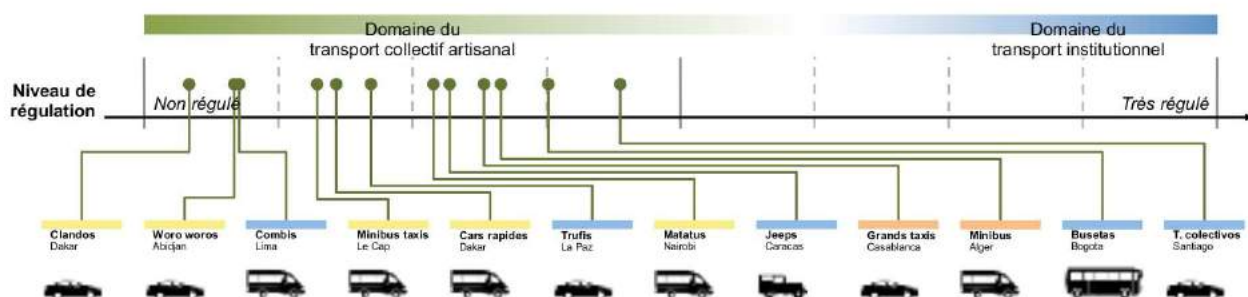 Domaine du
transport collectif artisanal
Domaine du
transport institutionnel
Niveau de
régulation
Non régulé
Très régulé
Clandos
Dakar
Woro woros
Abidjan
Combis
Lima
Minibus taxis
Le Cap
Cars rapides
Dakar
Trufis
La Paz
Matatus
Nairobi
Jeeps
Caracas
Grands taxis
Casablanca
Minibus
Alger
Busetas
Bogota
T. colectivos
Santiago